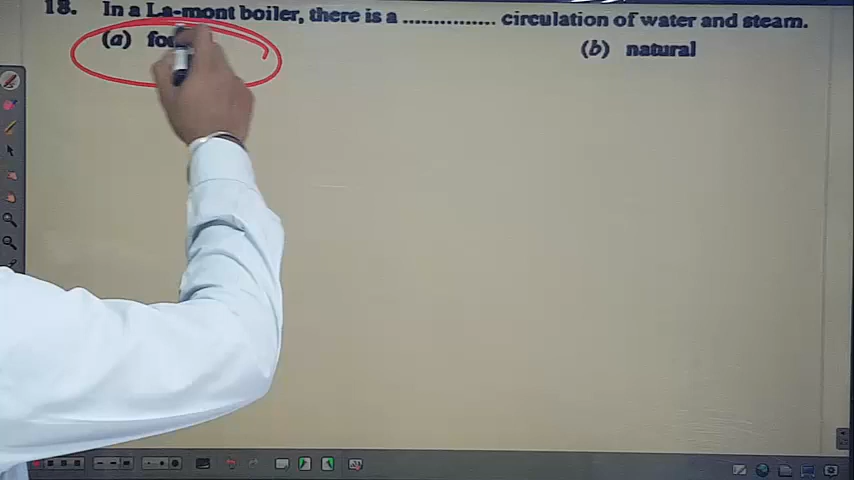 18. In a La-mont boiler, there is a ............... circulation of water and steam.
(a) (b) natural